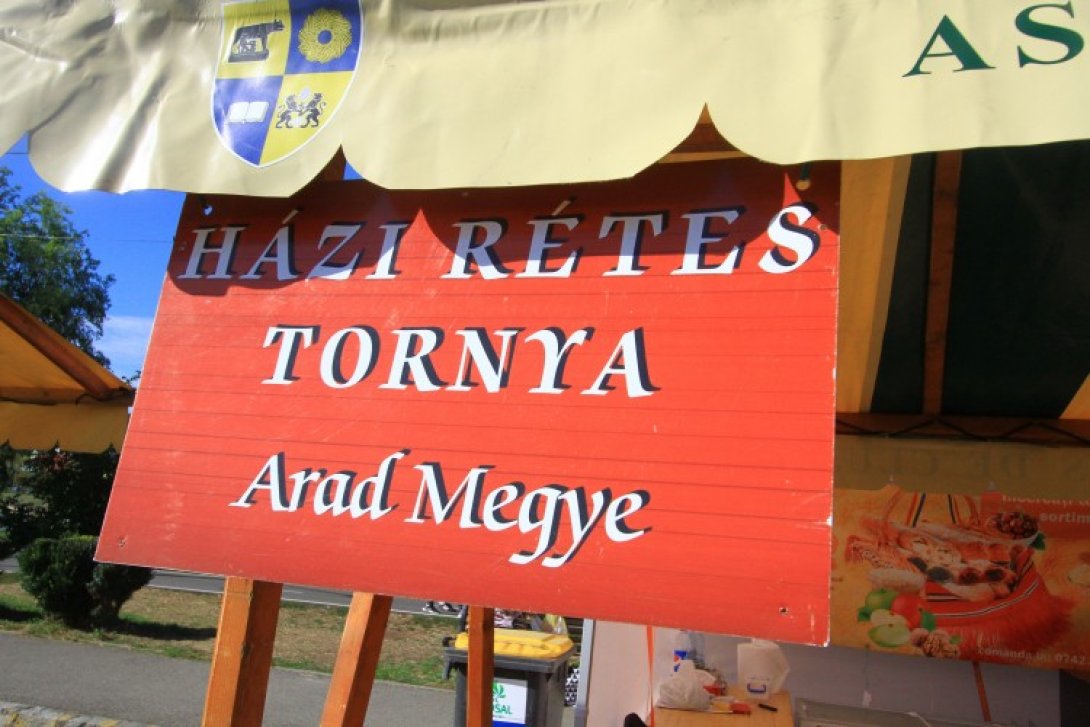 AS
HÁZI RÉTES
TORNYA
Arad Megye